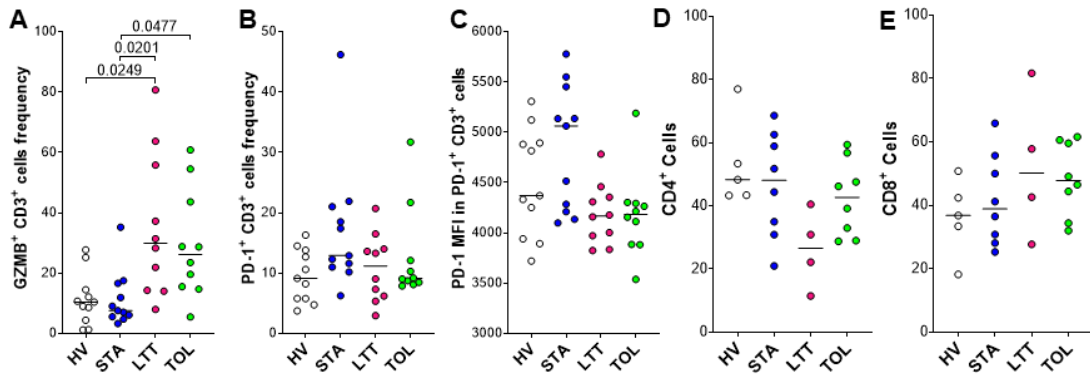 A
GZMB⁺ CD3⁺ cells frequency
100
80
60
40
20
0
0.0477
0.0201
0.0249
HV
STA
LTT
TOL
B
PD-1⁺ CD3⁺ cells frequency
50
40
30
20
10
0
HV
STA
LTT
TOL
C
PD-1 MFI in PD-1⁺ CD3⁺ cells
6000
5000
4000
3000
HV
STA
LTT
TOL
D
CD4⁺ Cells
100
80
60
40
20
0
HV
STA
LTT
TOL
E
CD8⁺ Cells
100
80
60
40
20
0
HV
STA
LTT
TOL